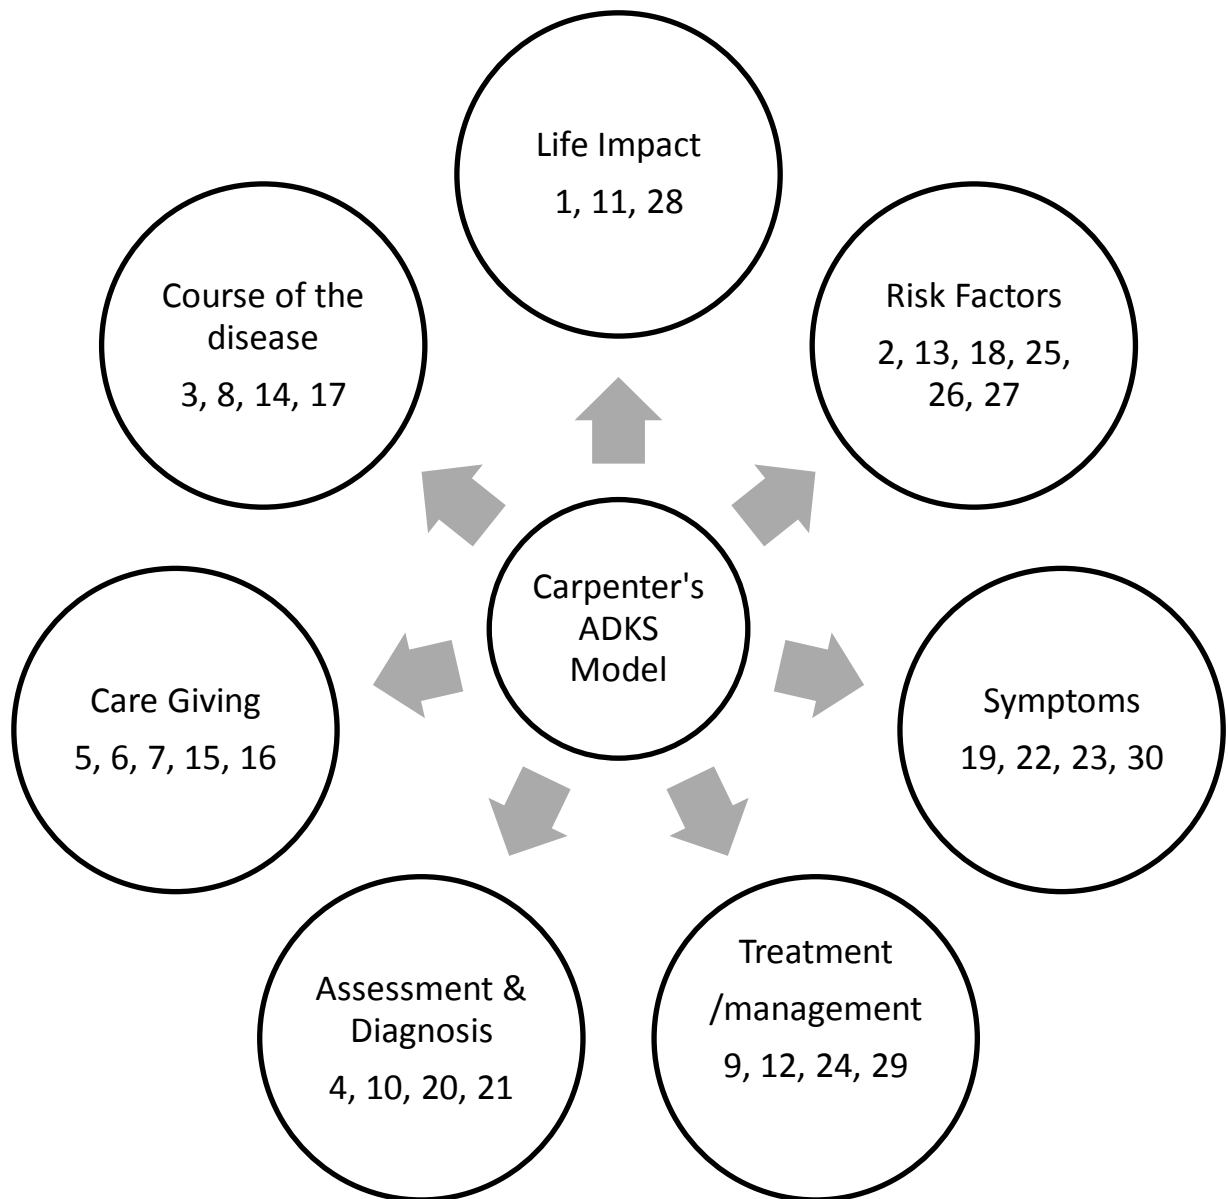 Life Impact
1, 11, 28
Risk Factors
2, 13, 18, 25,
26, 27
Symptoms
19, 22, 23, 30
Treatment
/management
9, 12, 24, 29
Assessment &
Diagnosis
4, 10, 20, 21
Care Giving
5, 6, 7, 15, 16
Course of the
disease
3, 8, 14, 17
Carpenter's
ADKS
Model